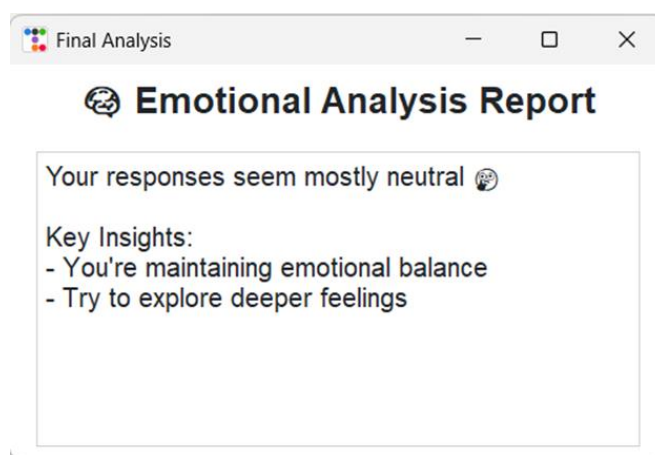 Final Analysis
🧠 Emotional Analysis Report
Your responses seem mostly neutral 🤔
Key Insights:
- You're maintaining emotional balance
- Try to explore deeper feelings